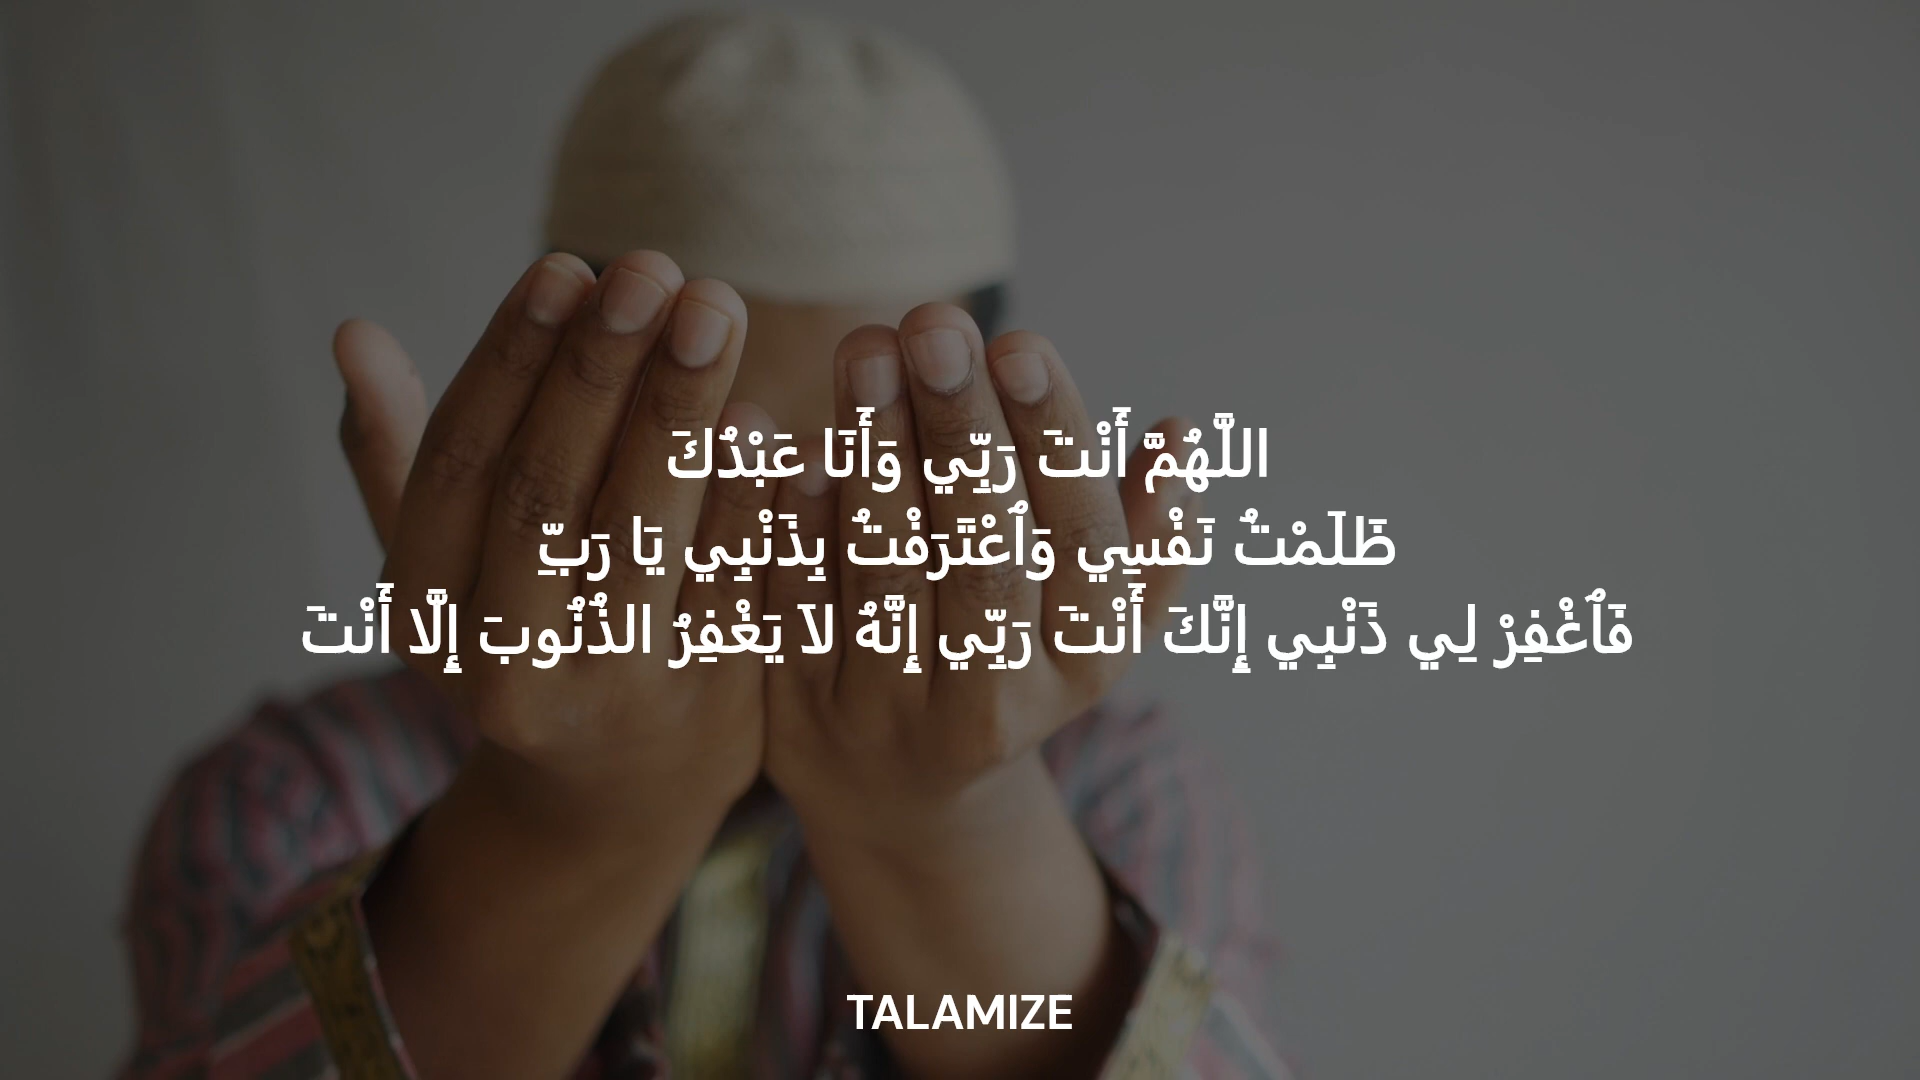 اللَّهُمَّ أَنْتَ رَبِّي وَأَنَا عَبْدُكَ
ظَلَمْتُ نَفْسِي وَٱعْتَرَفْتُ بِذَنْبِي يَا رَبِّ
فَٱغْفِرْ لِي ذَنْبِي إِنَّكَ أَنْتَ رَبِّي إِنَّهُ لاَ يَغْفِرُ الذُنُوبَ إِلَّا أَنْتَ
TALAMIZE